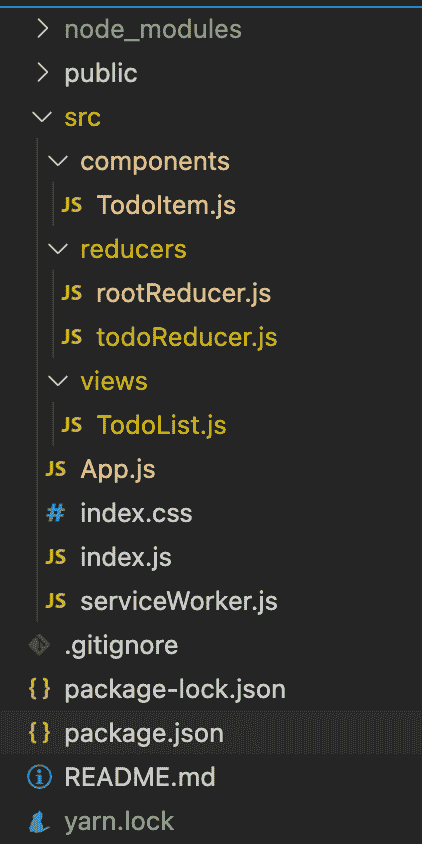 node_modules
public
src
components
JS TodoItem.js
reducers
JS rootReducer.js
JS todoReducer.js
views
JS TodoList.js
JS App.js
# index.css
JS index.js
JS serviceWorker.js
.gitignore
{} package-lock.json
{} package.json
README.md
yarn.lock